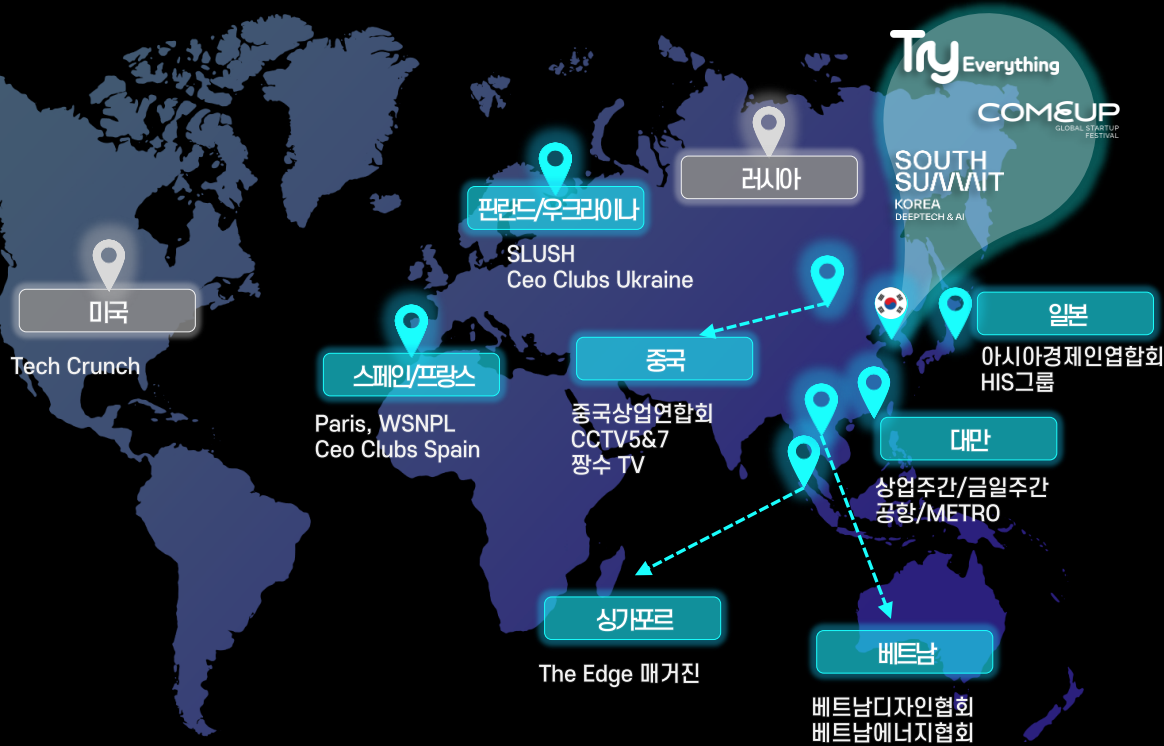 Try Everything
COMEUP
GLOBAL STARTUP
FESTIVAL
SOUTH
SUMMIT
KOREA
DEEPTECH & AI
러시아
핀란드/우크라이나
SLUSH
Ceo Clubs Ukraine
미국
Tech Crunch
스페인/프랑스
Paris, WSNPL
Ceo Clubs Spain
중국
중국상업연합회
CCTV5&7
짱수 TV
일본
아시아경제인엽합회
HIS그룹
대만
상업주간/금일주간
공항/METRO
싱가포르
The Edge 매거진
베트남
베트남디자인협회
베트남에너지협회